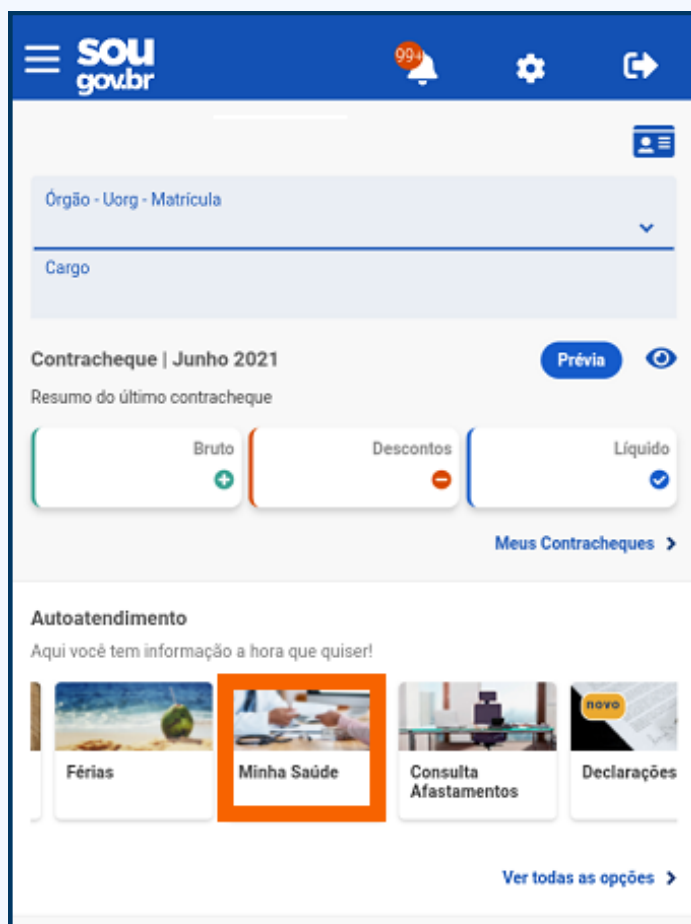 sou
gov.br
99+
Órgão - Uorg - Matrícula
Cargo
Contracheque | Junho 2021
Prévia
Resumo do último contracheque
Bruto
Descontos
Líquido
Meus Contracheques
Autoatendimento
Aqui você tem informação a hora que quiser!
novo
Férias
Minha Saúde
Consulta
Afastamentos
Declarações
Ver todas as opções